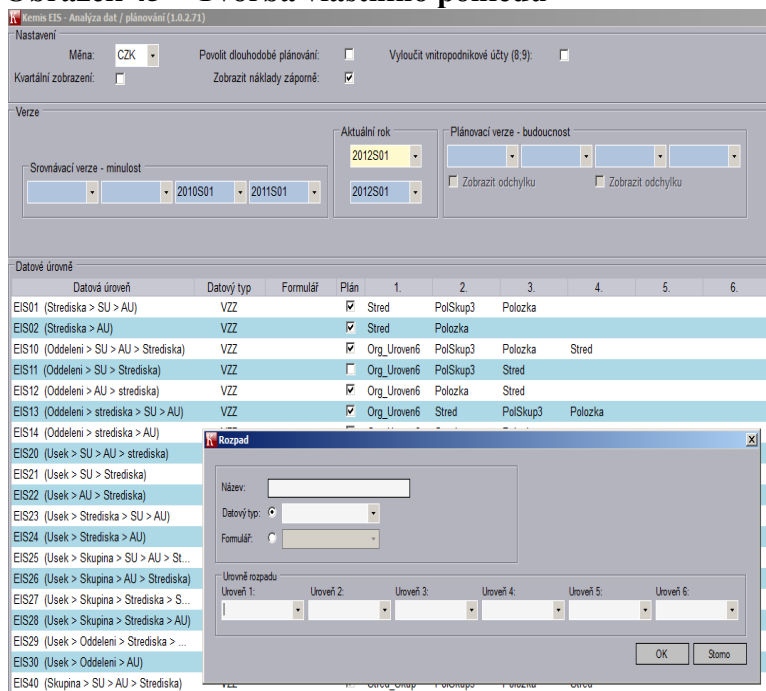 Obrázek 43 – Tvorba vlastního pohledu
Kemis EIS - Analýza dat / plánování (1.0.2.71)
Nastavení
Měna: CZK Povolit dlouhodobé plánování: Vyloučit vnitropodnikové účty (8;9):
Kvartální zobrazení: Zobrazit náklady záporně:
Verze
Aktuální rok Plánovací verze - budoucnost
2012S01
Srovnávací verze - minulost
2010S01 2011S01 2012S01
Zobrazit odchylku Zobrazit odchylku
Datové úrovně
Datová úroveň Datový typ Formulář Plán 1. 2. 3. 4. 5. 6.
EIS01 (Strediska > SU > AU) VZZ Stred PolSkup3 Polozka
EIS02 (Strediska > AU) VZZ Stred Polozka
EIS10 (Oddeleni > SU > AU > Strediska) VZZ Org_Uroven6 PolSkup3 Polozka Stred
EIS11 (Oddeleni > SU > Strediska) VZZ Org_Uroven6 PolSkup3 Stred
EIS12 (Oddeleni > AU > strediska) VZZ Org_Uroven6 Polozka Stred
EIS13 (Oddeleni > strediska > SU > AU) VZZ Org_Uroven6 Stred PolSkup3 Polozka
EIS14 (Oddeleni > strediska > AU)
EIS20 (Usek > SU > AU > strediska)
EIS21 (Usek > SU > Strediska)
EIS22 (Usek > AU > Strediska)
EIS23 (Usek > Strediska > SU > AU)
EIS24 (Usek > Strediska > AU)
EIS25 (Usek > Skupina > SU > AU > St...
EIS26 (Usek > Skupina > AU > Strediska)
EIS27 (Usek > Skupina > Strediska > S...
EIS28 (Usek > Skupina > Strediska > AU)
EIS29 (Usek > Oddeleni > Strediska > ...
EIS30 (Usek > Oddeleni > AU)
EIS40 (Skupina > SU > AU > Strediska)
Rozpad
Název:
Datový typ:
Formulář:
Urovně rozpadu
Uroveň 1: Uroveň 2: Uroveň 3: Uroveň 4: Uroveň 5: Uroveň 6:
OK Storno